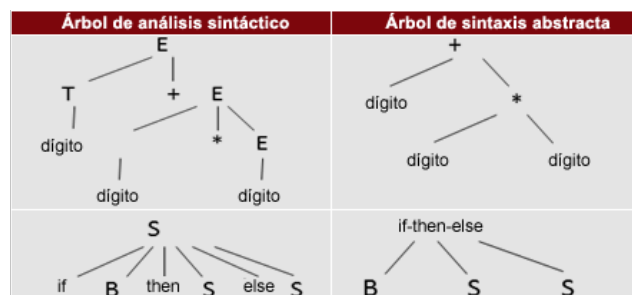 Árbol de análisis sintáctico
E
T + E
dígito * E
dígito dígito
S
if B then S else S
Árbol de sintaxis abstracta
+
dígito *
dígito dígito
if-then-else
B S S